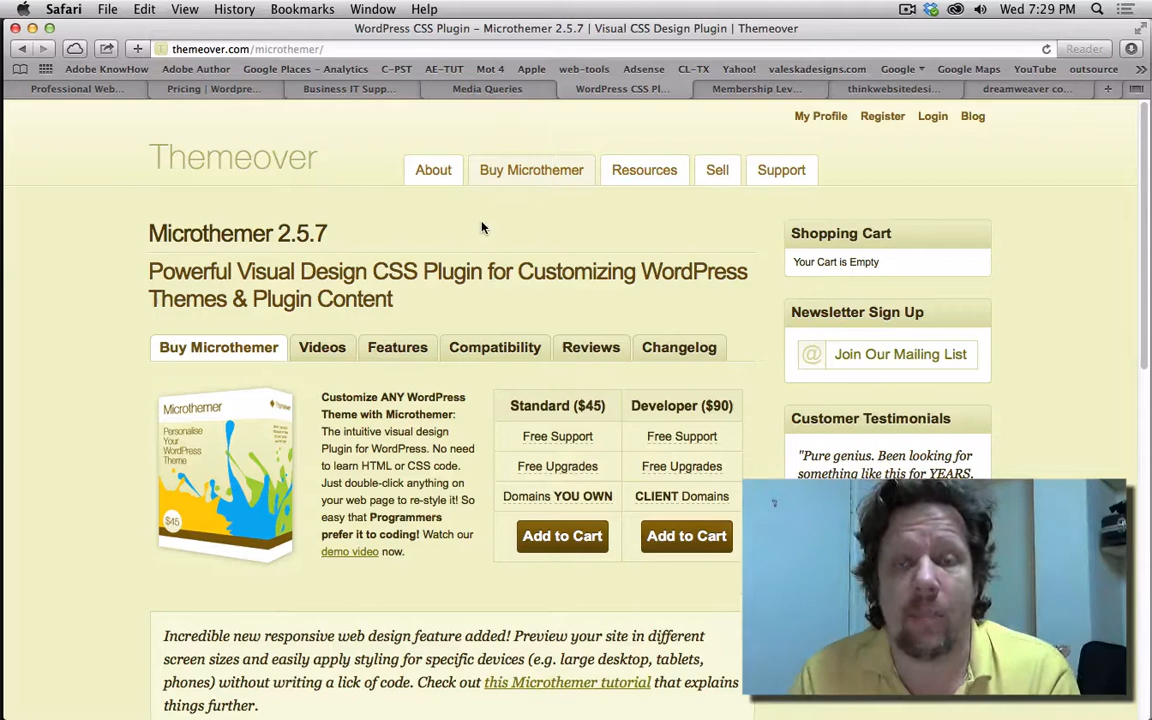 Safari File Edit View History Bookmarks Window Help Wed 7:29 PM
WordPress CSS Plugin – Microthemer 2.5.7 | Visual CSS Design Plugin | Themeover
themeover.com/microthemer/ Reader
Adobe KnowHow Adobe Author Google Places - Analytics C-PST AE-TUT Mot 4 Apple web-tools Adsense CL-TX Yahoo! valeskadesigns.com Google Google Maps YouTube outsource
Professional Web... Pricing | Wordpre... Business IT Supp... Media Queries WordPress CSS Pl... Membership Lev... thinkwebsitedesi... dreamweaver co...
My Profile Register Login Blog
Themeover
About Buy Microthemer Resources Sell Support
Microthemer 2.5.7
Powerful Visual Design CSS Plugin for Customizing WordPress
Themes & Plugin Content
Buy Microthemer Videos Features Compatibility Reviews Changelog
Microthemer
Themeover
Personalise
Your
WordPress
Theme
$45
Customize ANY WordPress
Theme with Microthemer:
The intuitive visual design
Plugin for WordPress. No need
to learn HTML or CSS code.
Just double-click anything on
your web page to re-style it! So
easy that Programmers
prefer it to coding! Watch our
demo video now.
Standard ($45) Developer ($90)
Free Support Free Support
Free Upgrades Free Upgrades
Domains YOU OWN CLIENT Domains
Add to Cart Add to Cart
Shopping Cart
Your Cart is Empty
Newsletter Sign Up
@ Join Our Mailing List
Customer Testimonials
"Pure genius. Been looking for
something like this for YEARS.
Incredible new responsive web design feature added! Preview your site in different
screen sizes and easily apply styling for specific devices (e.g. large desktop, tablets,
phones) without writing a lick of code. Check out this Microthemer tutorial that explains
things further.